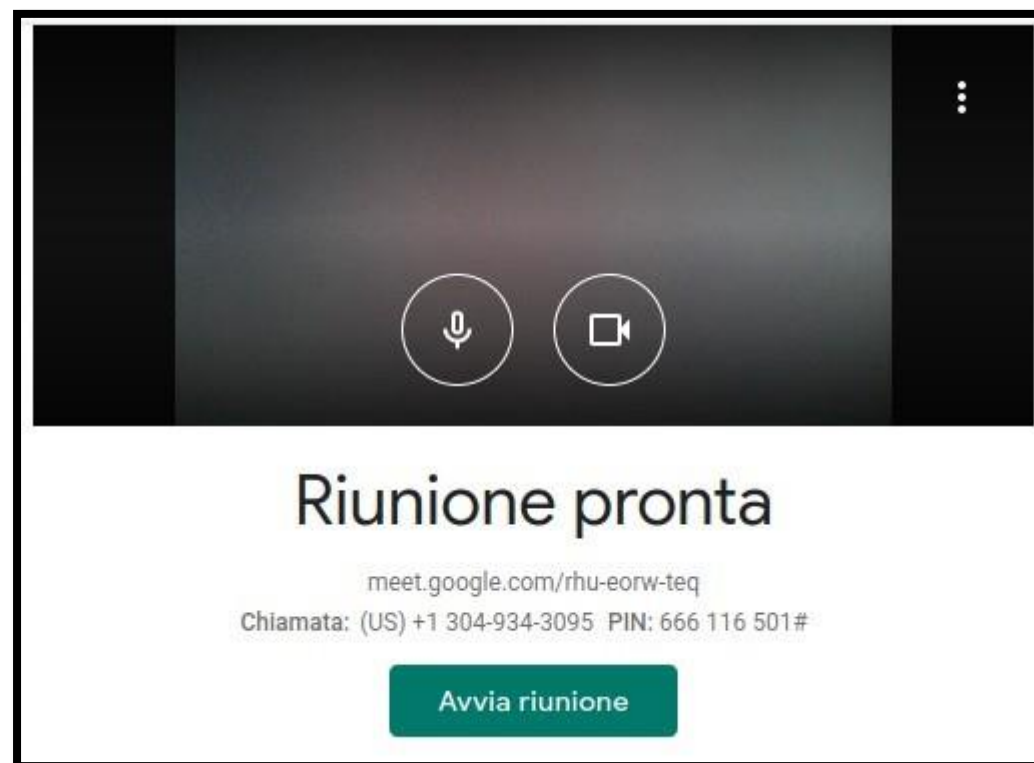 Riunione pronta
meet.google.com/rhu-eorw-teq
Chiamata: (US) +1 304-934-3095 PIN: 666 116 501#
Avvia riunione